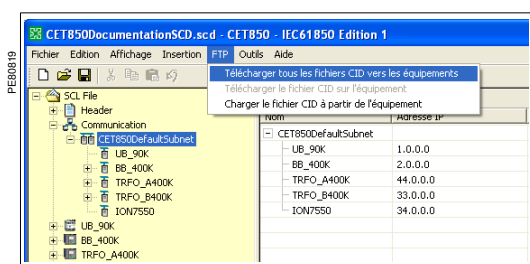 CET850DocumentationSCD.scd - CET850 - IEC61850 Edition 1
Fichier Edition Affichage Insertion FTP Outils Aide
Télécharger tous les fichiers CID vers les équipements
Télécharger le fichier CID sur l'équipement
Charger le fichier CID à partir de l'équipement
PE80819
SCL File
Header
Communication
CET850DefaultSubnet
UB_90K
BB_400K
TRFO_A400K
TRFO_B400K
ION7550
UB_90K
BB_400K
TRFO_A400K
Nom Adresse IP
CET850DefaultSubnet
UB_90K 1.0.0.0
BB_400K 2.0.0.0
TRFO_A400K 44.0.0.0
TRFO_B400K 33.0.0.0
ION7550 34.0.0.0